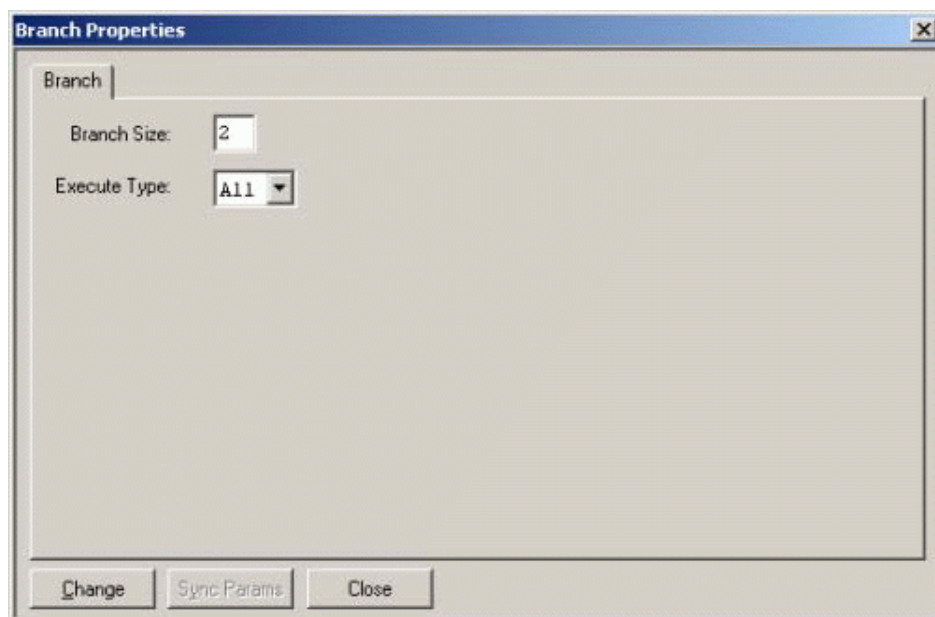 Branch Properties
Branch
Branch Size: 2
Execute Type: All
Change Sync Params Close